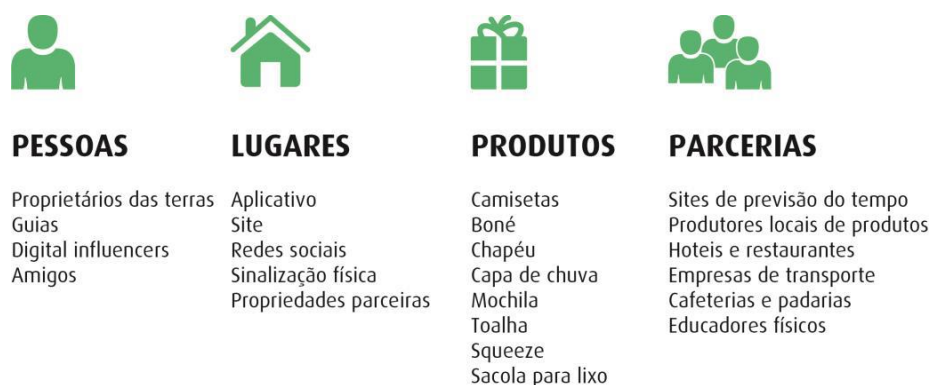 PESSOAS
Proprietários das terras
Guias
Digital influencers
Amigos
LUGARES
Aplicativo
Site
Redes sociais
Sinalização física
Propriedades parceiras
PRODUTOS
Camisetas
Boné
Chapéu
Capa de chuva
Mochila
Toalha
Squeeze
Sacola para lixo
PARCERIAS
Sites de previsão do tempo
Produtores locais de produtos
Hoteis e restaurantes
Empresas de transporte
Cafeterias e padarias
Educadores físicos